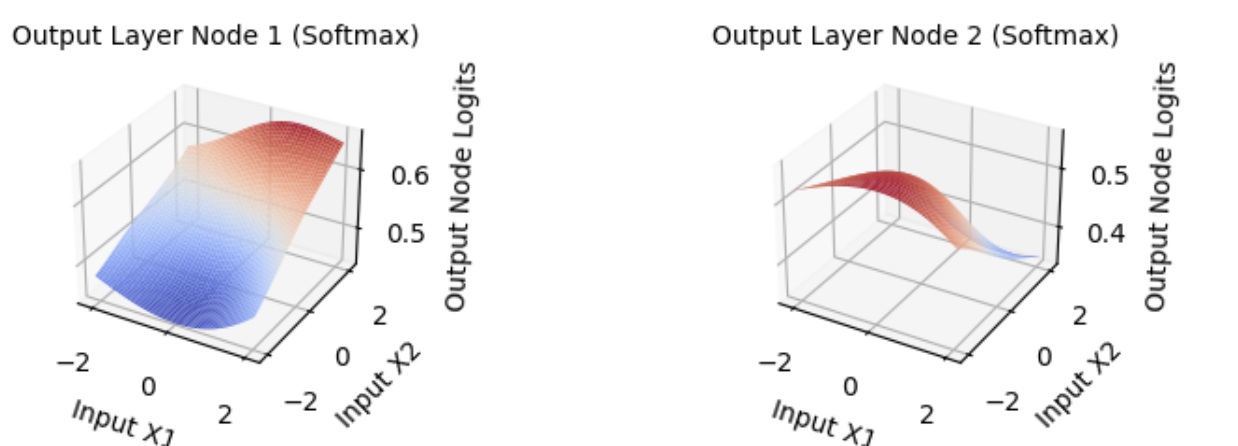 Output Layer Node 1 (Softmax)
Output Node Logits
0.6
0.5
2
0
−2
Input X2
−2
0
2
Input X1
Output Layer Node 2 (Softmax)
Output Node Logits
0.5
0.4
2
0
−2
Input X2
−2
0
2
Input X1